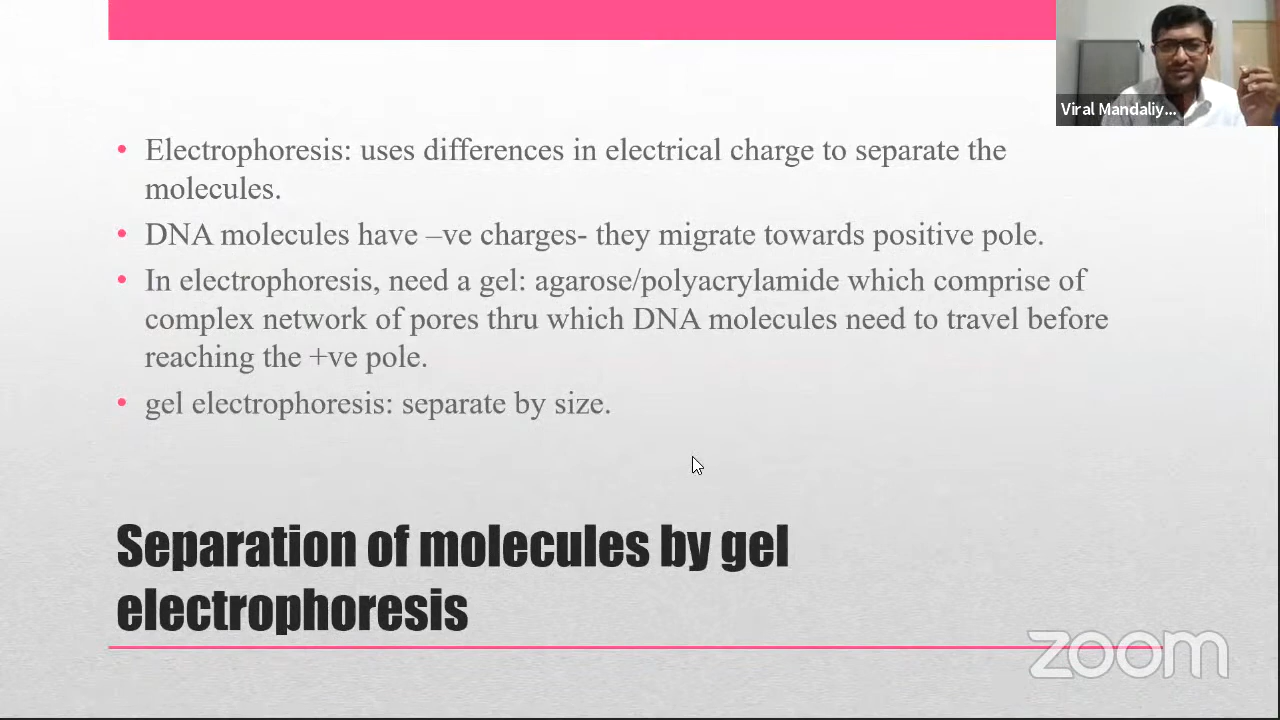 Viral Mandaliy...
• Electrophoresis: uses differences in electrical charge to separate the
molecules.
• DNA molecules have –ve charges- they migrate towards positive pole.
• In electrophoresis, need a gel: agarose/polyacrylamide which comprise of
complex network of pores thru which DNA molecules need to travel before
reaching the +ve pole.
• gel electrophoresis: separate by size.
Separation of molecules by gel
electrophoresis
zoom